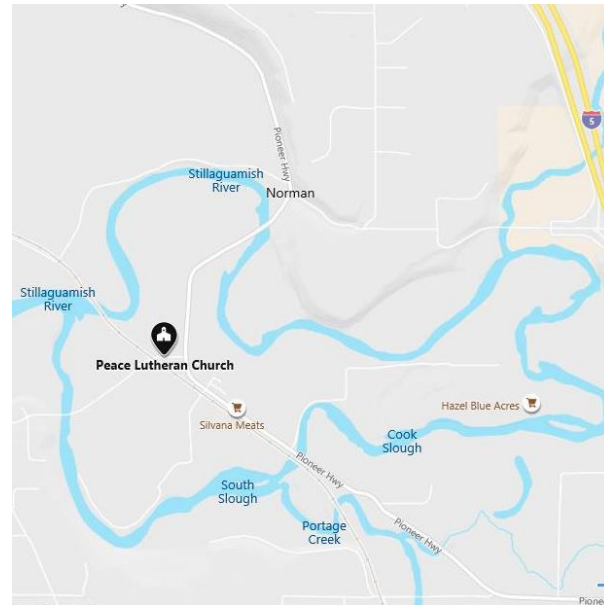 5
Pioneer Hwy
Stillaguamish
River
Norman
Stillaguamish
River
Peace Lutheran Church
Hazel Blue Acres
Silvana Meats
Cook
Slough
Pioneer Hwy
South
Slough
Portage
Creek
Pioneer Hwy
Pione